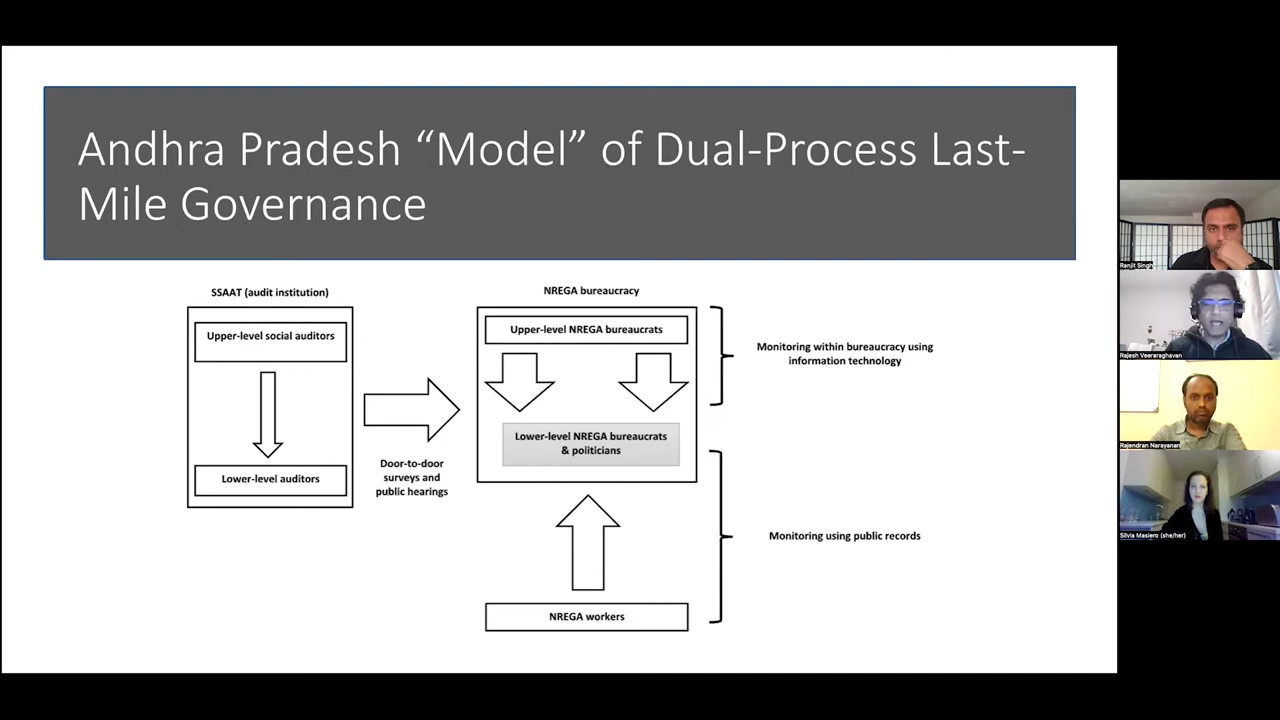 Andhra Pradesh “Model” of Dual-Process Last-
Mile Governance
SSAAT (audit institution)
Upper-level social auditors
Lower-level auditors
Door-to-door
surveys and
public hearings
NREGA bureaucracy
Upper-level NREGA bureaucrats
Lower-level NREGA bureaucrats
& politicians
NREGA workers
Monitoring within bureaucracy using
information technology
Monitoring using public records
Ranjit Singh
Rajesh Veeraraghavan
Rajendran Narayanan
Silvia Masiero (she/her)